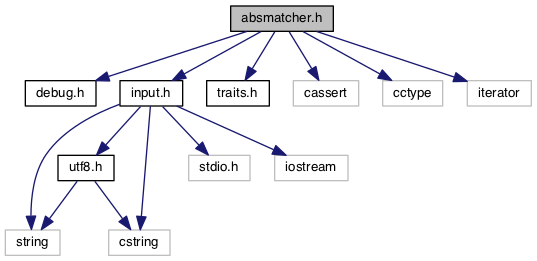 absmatcher.h
debug.h
input.h
traits.h
cassert
cctype
iterator
utf8.h
stdio.h
iostream
string
cstring